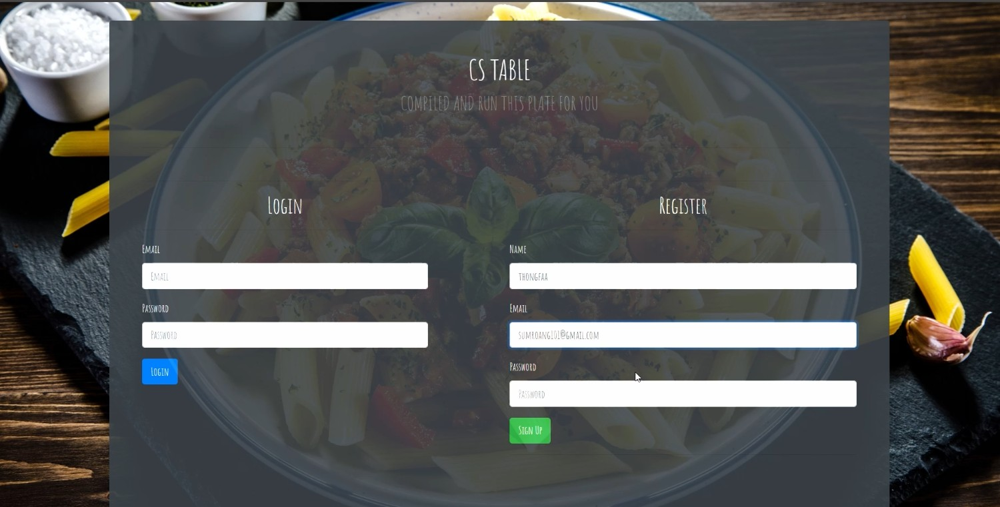 CS TABLE
COMPILED AND RUN THIS PLATE FOR YOU
LOGIN
EMAIL
EMAIL
PASSWORD
PASSWORD
LOGIN
REGISTER
NAME
THONGFAA
EMAIL
SUMROANG101@GMAIL.COM
PASSWORD
PASSWORD
SIGN UP